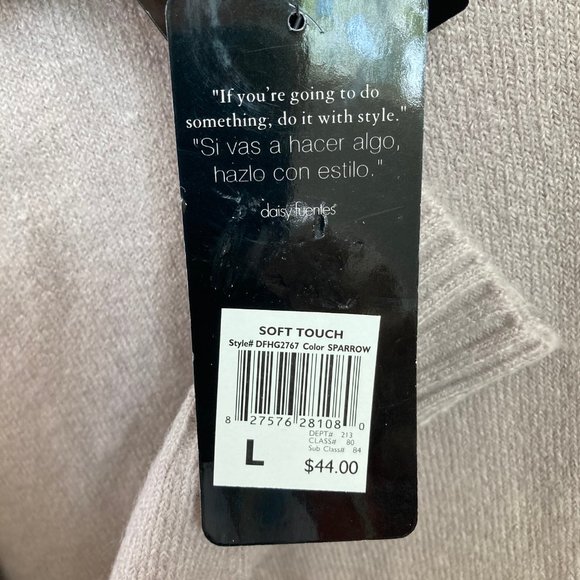 "If you're going to do
something, do it with style."
"Si vas a hacer algo,
hazlo con estilo."
daisy fuentes
SOFT TOUCH
Style# DFHG2767 Color SPARROW
8 27576 28108 0
DEPT# 213
CLASS# 80
Sub Class# 84
L
$44.00